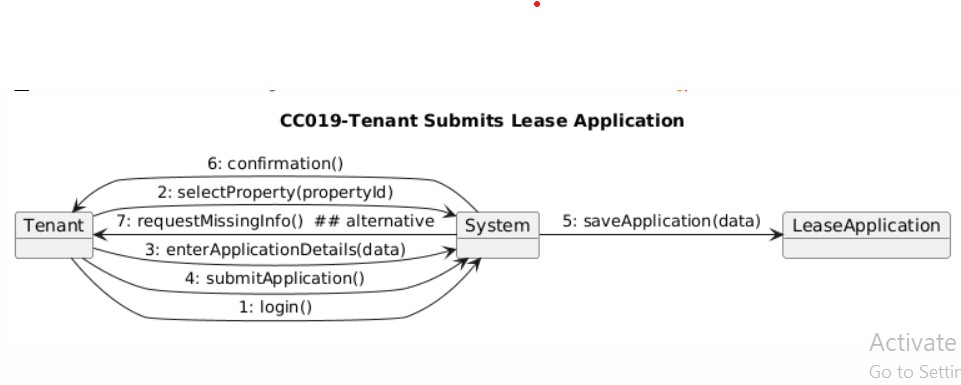 CC019-Tenant Submits Lease Application
6: confirmation()
2: selectProperty(propertyId)
Tenant
7: requestMissingInfo()  ## alternative
System
5: saveApplication(data)
LeaseApplication
3: enterApplicationDetails(data)
4: submitApplication()
1: login()
Activate
Go to Settin